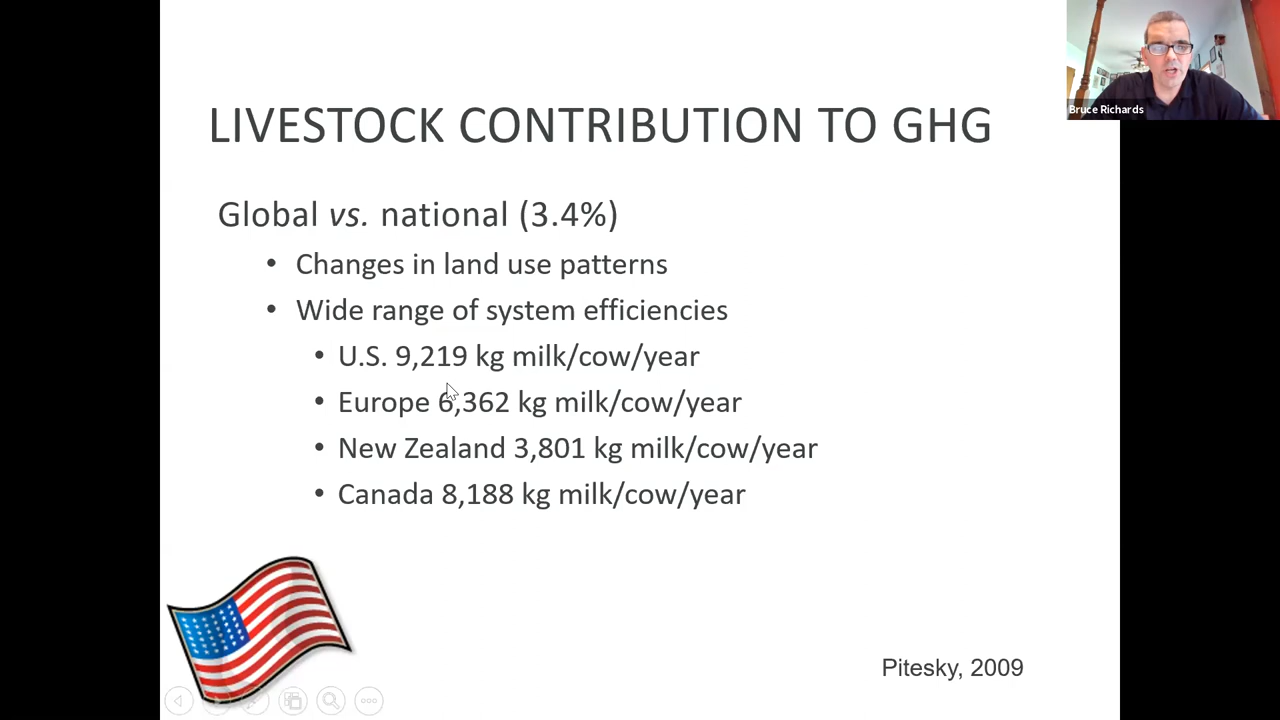 Bruce Richards
LIVESTOCK CONTRIBUTION TO GHG
Global vs. national (3.4%)
• Changes in land use patterns
• Wide range of system efficiencies
• U.S. 9,219 kg milk/cow/year
• Europe 6,362 kg milk/cow/year
• New Zealand 3,801 kg milk/cow/year
• Canada 8,188 kg milk/cow/year
Pitesky, 2009